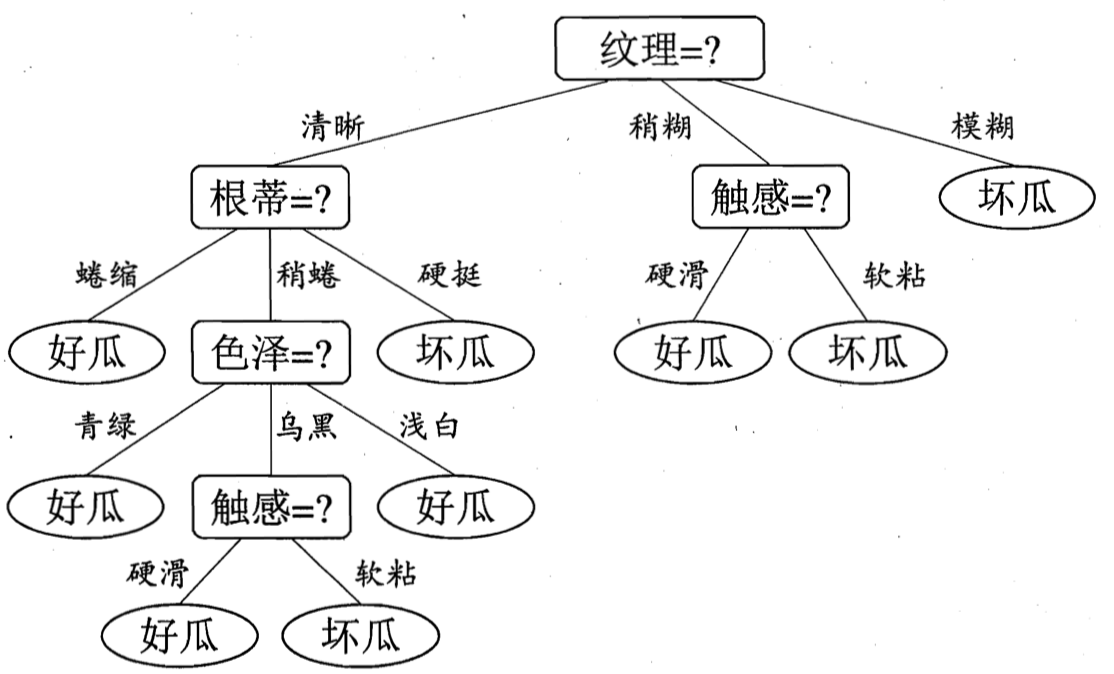 纹理=?
清晰 稍糊 模糊
根蒂=? 触感=? 坏瓜
蜷缩 稍蜷 硬挺 硬滑 软粘
好瓜 色泽=? 坏瓜 好瓜 坏瓜
青绿 乌黑 浅白
好瓜 触感=? 好瓜
硬滑 软粘
好瓜 坏瓜